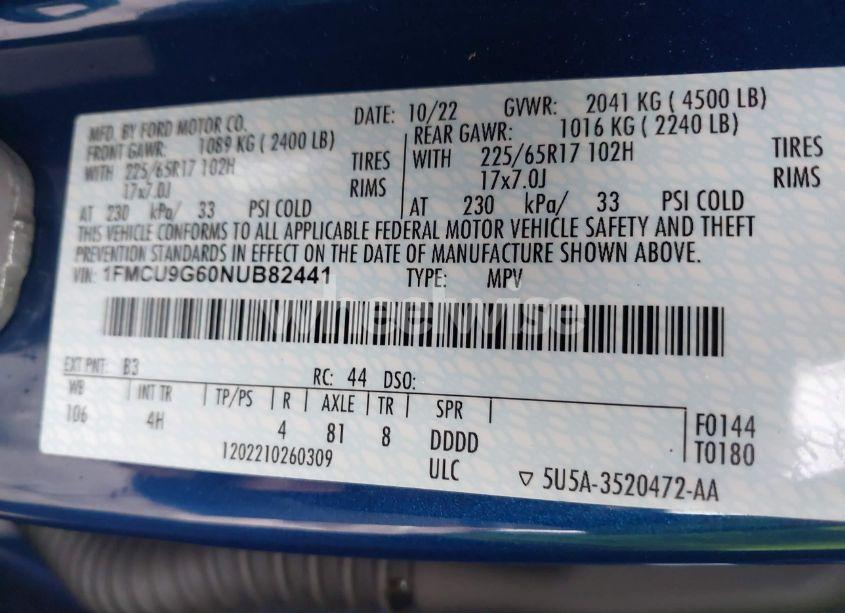 MFD. BY FORD MOTOR CO.
DATE: 10/22 GVWR: 2041 KG ( 4500 LB)
FRONT GAWR: 1089 KG ( 2400 LB)
REAR GAWR: 1016 KG ( 2240 LB)
WITH 225/65R17 102H TIRES
WITH 225/65R17 102H TIRES
17x7.0J RIMS
17x7.0J RIMS
AT 230 kPa/ 33 PSI COLD
AT 230 kPa/ 33 PSI COLD
THIS VEHICLE CONFORMS TO ALL APPLICABLE FEDERAL MOTOR VEHICLE SAFETY AND THEFT
PREVENTION STANDARDS IN EFFECT ON THE DATE OF MANUFACTURE SHOWN ABOVE.
VIN: 1FMCU9G60NUB82441 TYPE: MPV
wheelwise
EXT PNT: B3 RC: 44 DSO:
WB INT TR TP/PS R AXLE TR SPR
106 4H 4 81 8 DDDD
F0144
T0180
1202210260309 ULC
▽ 5U5A-3520472-AA